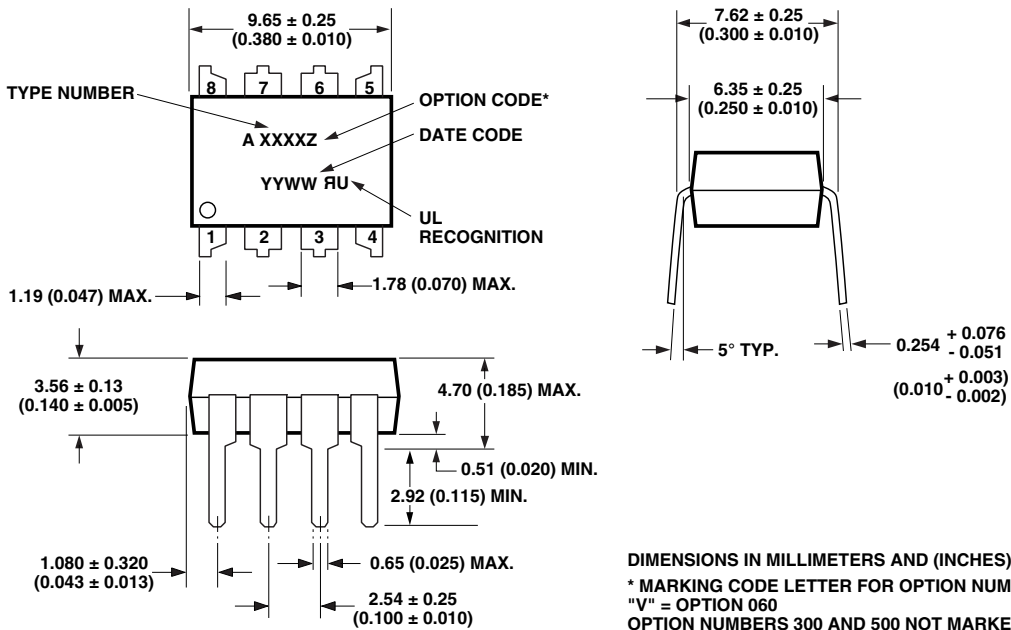 9.65 ± 0.25
(0.380 ± 0.010)
8 7 6 5
TYPE NUMBER
OPTION CODE*
A XXXXZ
DATE CODE
YYWW ЯU
UL
RECOGNITION
1 2 3 4
1.19 (0.047) MAX.
1.78 (0.070) MAX.
7.62 ± 0.25
(0.300 ± 0.010)
6.35 ± 0.25
(0.250 ± 0.010)
5° TYP.
0.254 + 0.076
- 0.051
(0.010 + 0.003)
- 0.002)
3.56 ± 0.13
(0.140 ± 0.005)
4.70 (0.185) MAX.
0.51 (0.020) MIN.
2.92 (0.115) MIN.
1.080 ± 0.320
(0.043 ± 0.013)
0.65 (0.025) MAX.
2.54 ± 0.25
(0.100 ± 0.010)
DIMENSIONS IN MILLIMETERS AND (INCHES)
* MARKING CODE LETTER FOR OPTION NUM
"V" = OPTION 060
OPTION NUMBERS 300 AND 500 NOT MARKE